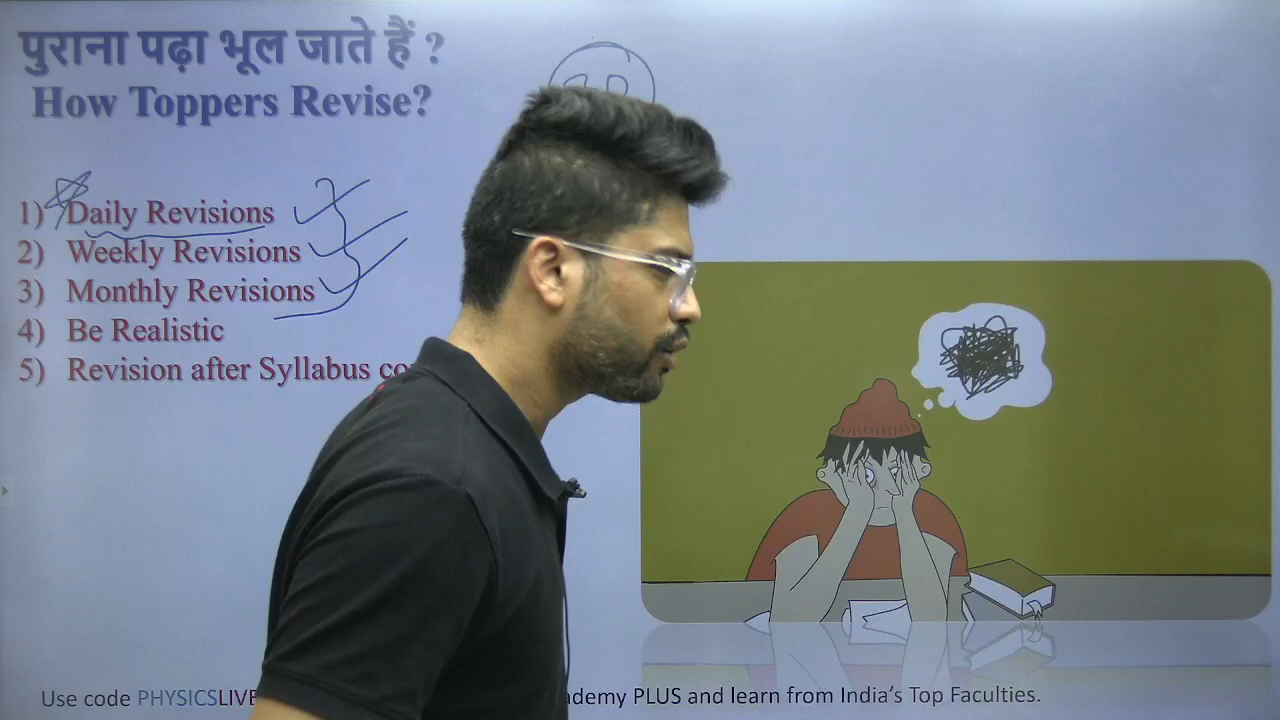 पुराना पढ़ा भूल जाते हैं ?
How Toppers Revise?
1) Daily Revisions
2) Weekly Revisions
3) Monthly Revisions
4) Be Realistic
5) Revision after Syllabus
Use code PHYSICSLIVE PLUS and learn from India’s Top Faculties.